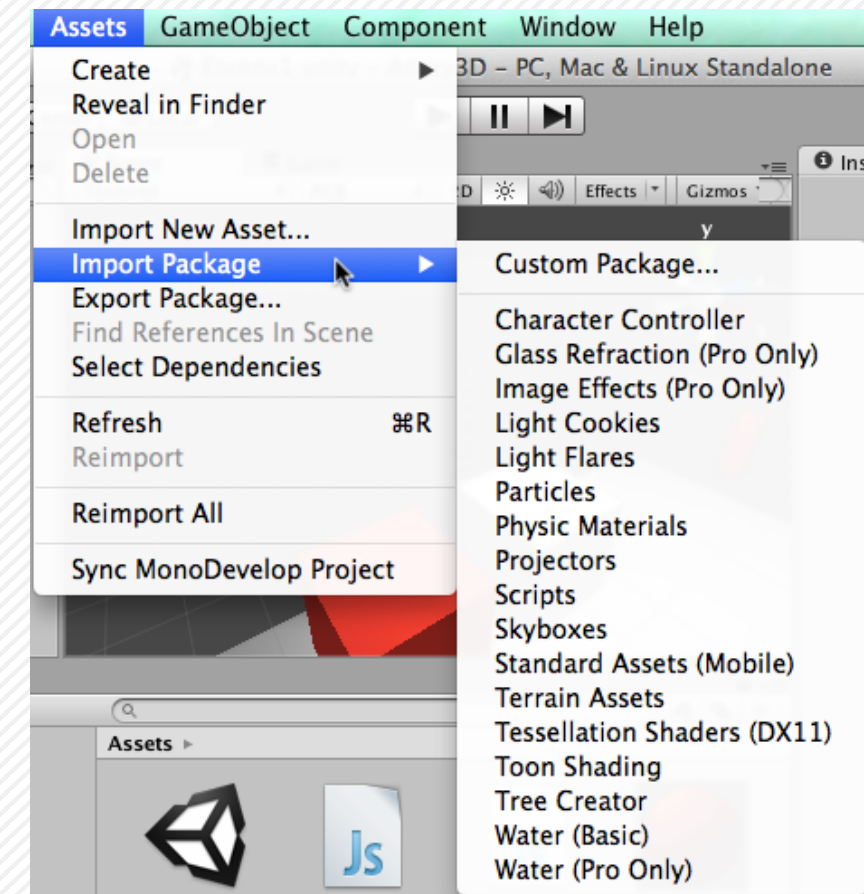 Assets GameObject Component Window Help
3D – PC, Mac & Linux Standalone
Create
Reveal in Finder
Open
Delete
Effects Gizmos
Import New Asset...
y
Import Package
Export Package...
Find References In Scene
Select Dependencies
Refresh ⌘R
Reimport
Reimport All
Sync MonoDevelop Project
Custom Package...
Character Controller
Glass Refraction (Pro Only)
Image Effects (Pro Only)
Light Cookies
Light Flares
Particles
Physic Materials
Projectors
Scripts
Skyboxes
Standard Assets (Mobile)
Terrain Assets
Tessellation Shaders (DX11)
Toon Shading
Tree Creator
Water (Basic)
Water (Pro Only)
Assets
Js